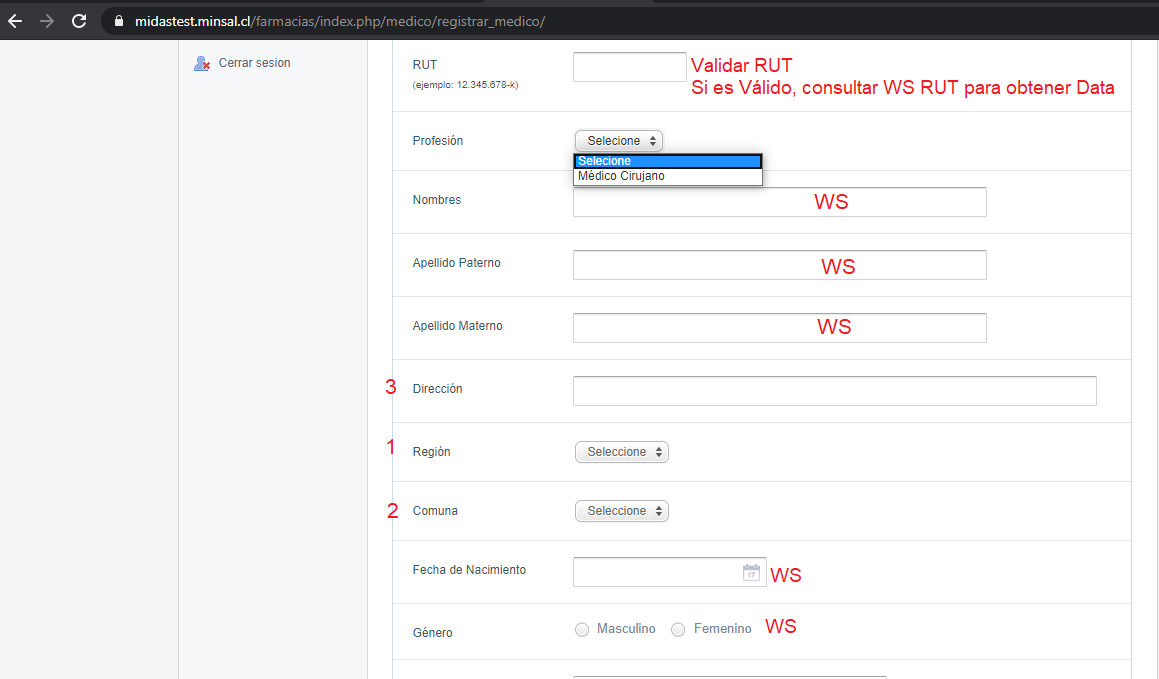 midastest.minsal.cl/farmacias/index.php/medico/registrar_medico/
Cerrar sesion
RUT
(ejemplo: 12.345.678-k)
Validar RUT
Si es Válido, consultar WS RUT para obtener Data
Profesión
Selecione
Selecione
Médico Cirujano
Nombres
WS
Apellido Paterno
WS
Apellido Materno
WS
3 Dirección
1 Región
Seleccione
2 Comuna
Seleccione
Fecha de Nacimiento
17
WS
Género
Masculino
Femenino
WS